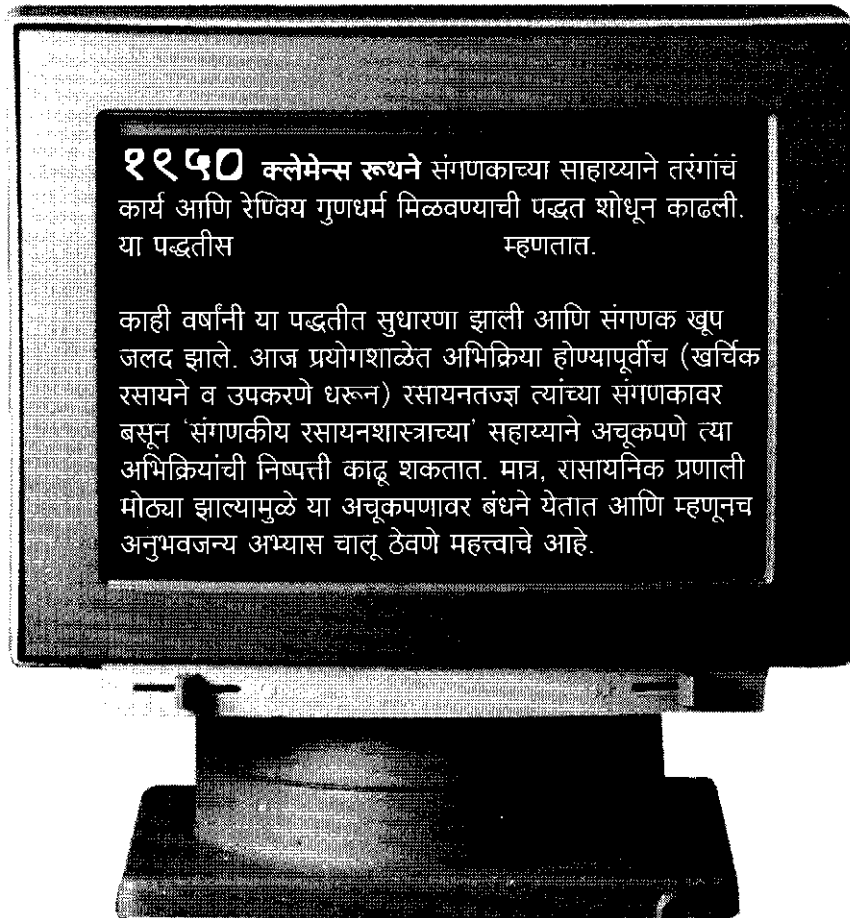 १९५० क्लेमेन्स रूथने संगणकाच्या साहाय्याने तरंगांचं
कार्य आणि रेण्विय गुणधर्म मिळवण्याची पद्धत शोधून काढली.
या पद्धतीस म्हणतात.
काही वर्षांनी या पद्धतीत सुधारणा झाली आणि संगणक खूप
जलद झाले. आज प्रयोगशाळेत अभिक्रिया होण्यापूर्वीच (खर्चिक
रसायने व उपकरणे धरून) रसायनतज्ज्ञ त्यांच्या संगणकावर
बसून 'संगणकीय रसायनशास्त्राच्या' सहाय्याने अचूकपणे त्या
अभिक्रियांची निष्पत्ती काढू शकतात. मात्र, रासायनिक प्रणाली
मोठ्या झाल्यामुळे या अचूकपणावर बंधने येतात आणि म्हणूनच
अनुभवजन्य अभ्यास चालू ठेवणे महत्त्वाचे आहे.